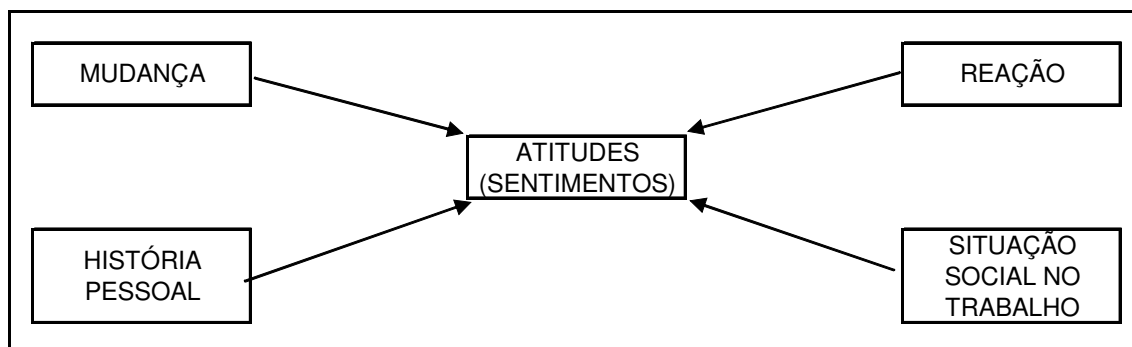 MUDANÇA
REAÇÃO
ATITUDES
(SENTIMENTOS)
HISTÓRIA
PESSOAL
SITUAÇÃO
SOCIAL NO
TRABALHO